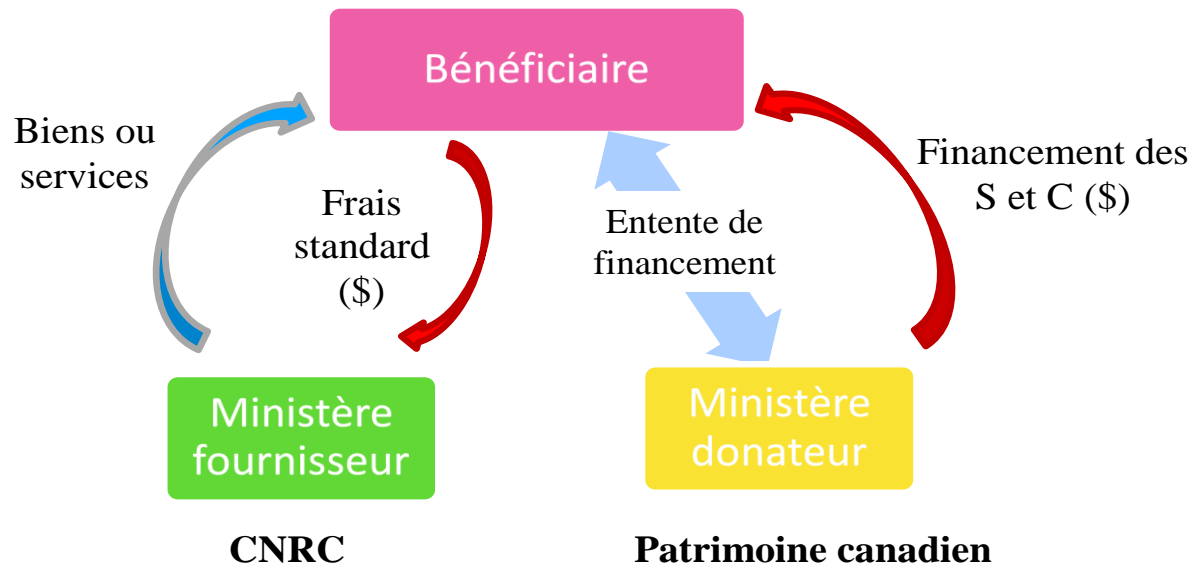 Bénéficiaire
Biens ou
services
Frais
standard
($)
Entente de
financement
Financement des
S et C ($)
Ministère
fournisseur
Ministère
donateur
CNRC
Patrimoine canadien